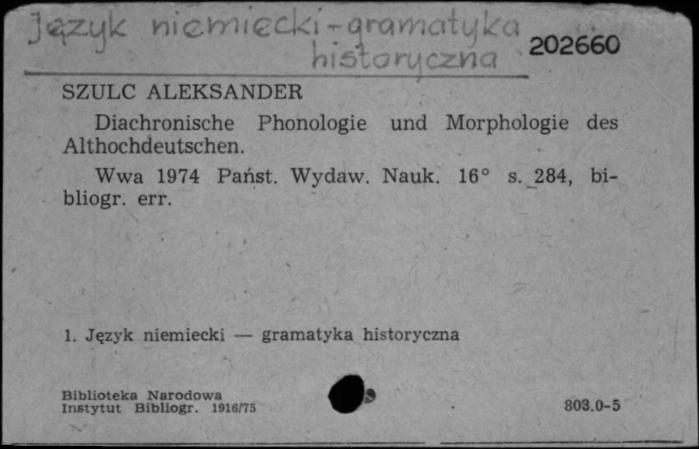 Język niemiecki - gramatyka
historyczna
202660
SZULC ALEKSANDER
Diachronische Phonologie und Morphologie des
Althochdeutschen.
Wwa 1974 Państ. Wydaw. Nauk. 16° s. 284, bi-
bliogr. err.
1. Język niemiecki — gramatyka historyczna
Biblioteka Narodowa
Instytut Bibliogr. 1916/75
803.0-5